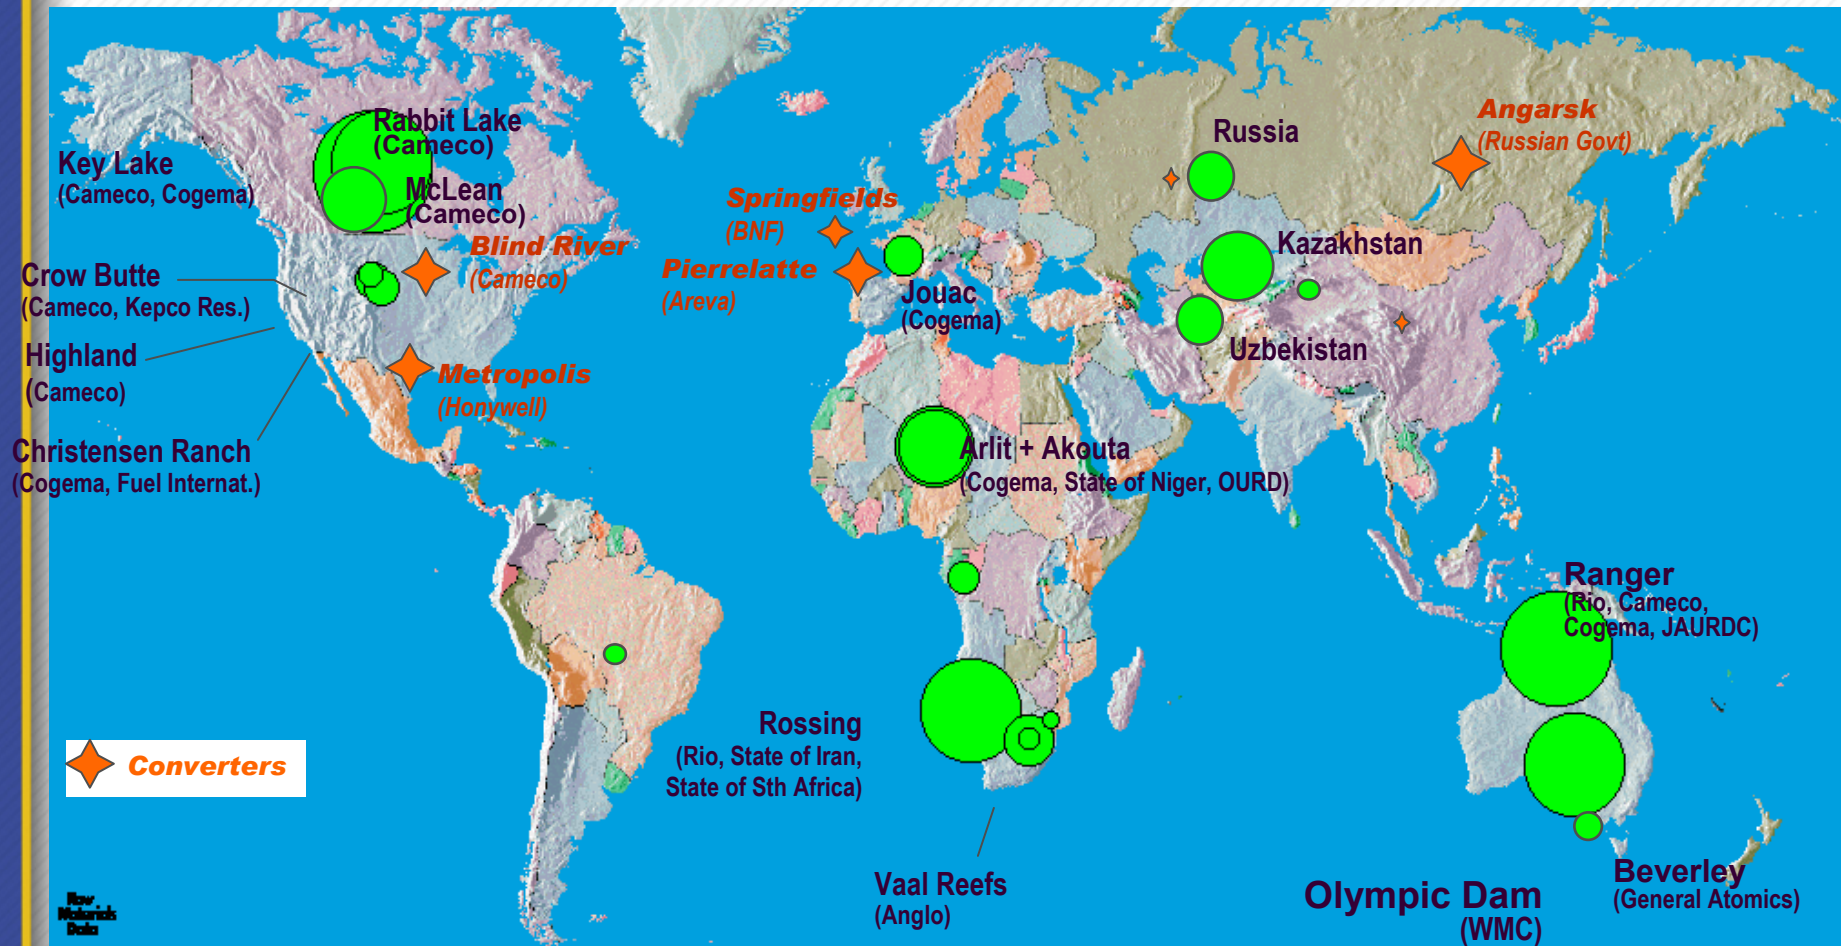 Rabbit Lake
(Cameco)
Key Lake
(Cameco, Cogema)
McLean
(Cameco)
Blind River
(Cameco)
Crow Butte
(Cameco, Kepco Res.)
Highland
(Cameco)
Metropolis
(Honywell)
Christensen Ranch
(Cogema, Fuel Internat.)
Springfields
(BNF)
Pierrelatte
(Areva)
Jouac
(Cogema)
Russia
Angarsk
(Russian Govt)
Kazakhstan
Uzbekistan
Arlit + Akouta
(Cogema, State of Niger, OURD)
Ranger
(Rio, Cameco,
Cogema, JAURDC)
Rossing
(Rio, State of Iran,
State of Sth Africa)
Converters
Vaal Reefs
(Anglo)
Olympic Dam
(WMC)
Beverley
(General Atomics)
Raw
Materials
Data